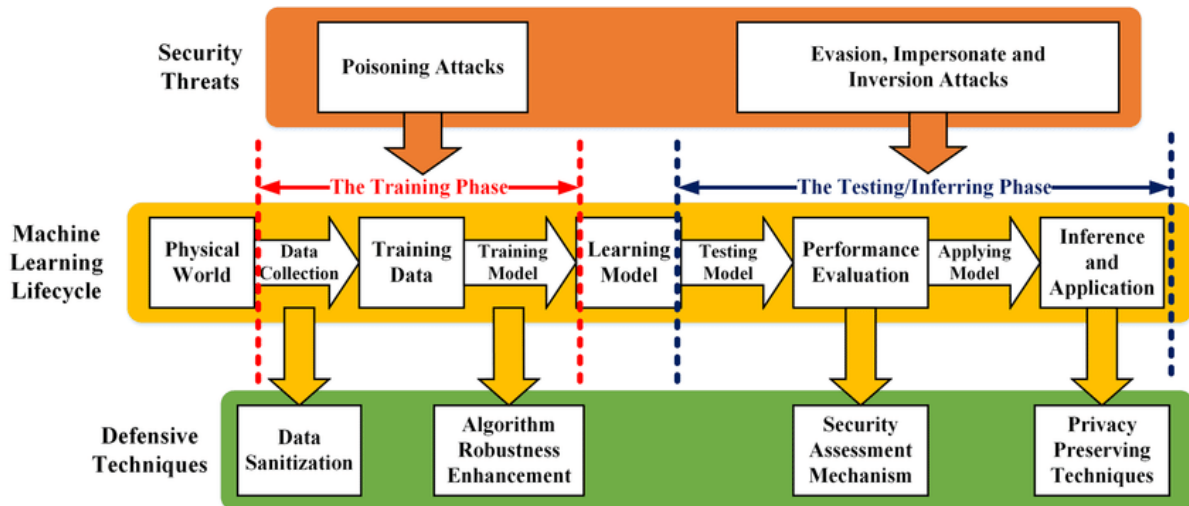 Security
Threats
Poisoning Attacks
Evasion, Impersonate and
Inversion Attacks
The Training Phase
The Testing/Inferring Phase
Machine
Learning
Lifecycle
Physical
World
Data
Collection
Training
Data
Training
Model
Learning
Model
Testing
Model
Performance
Evaluation
Applying
Model
Inference
and
Application
Defensive
Techniques
Data
Sanitization
Algorithm
Robustness
Enhancement
Security
Assessment
Mechanism
Privacy
Preserving
Techniques